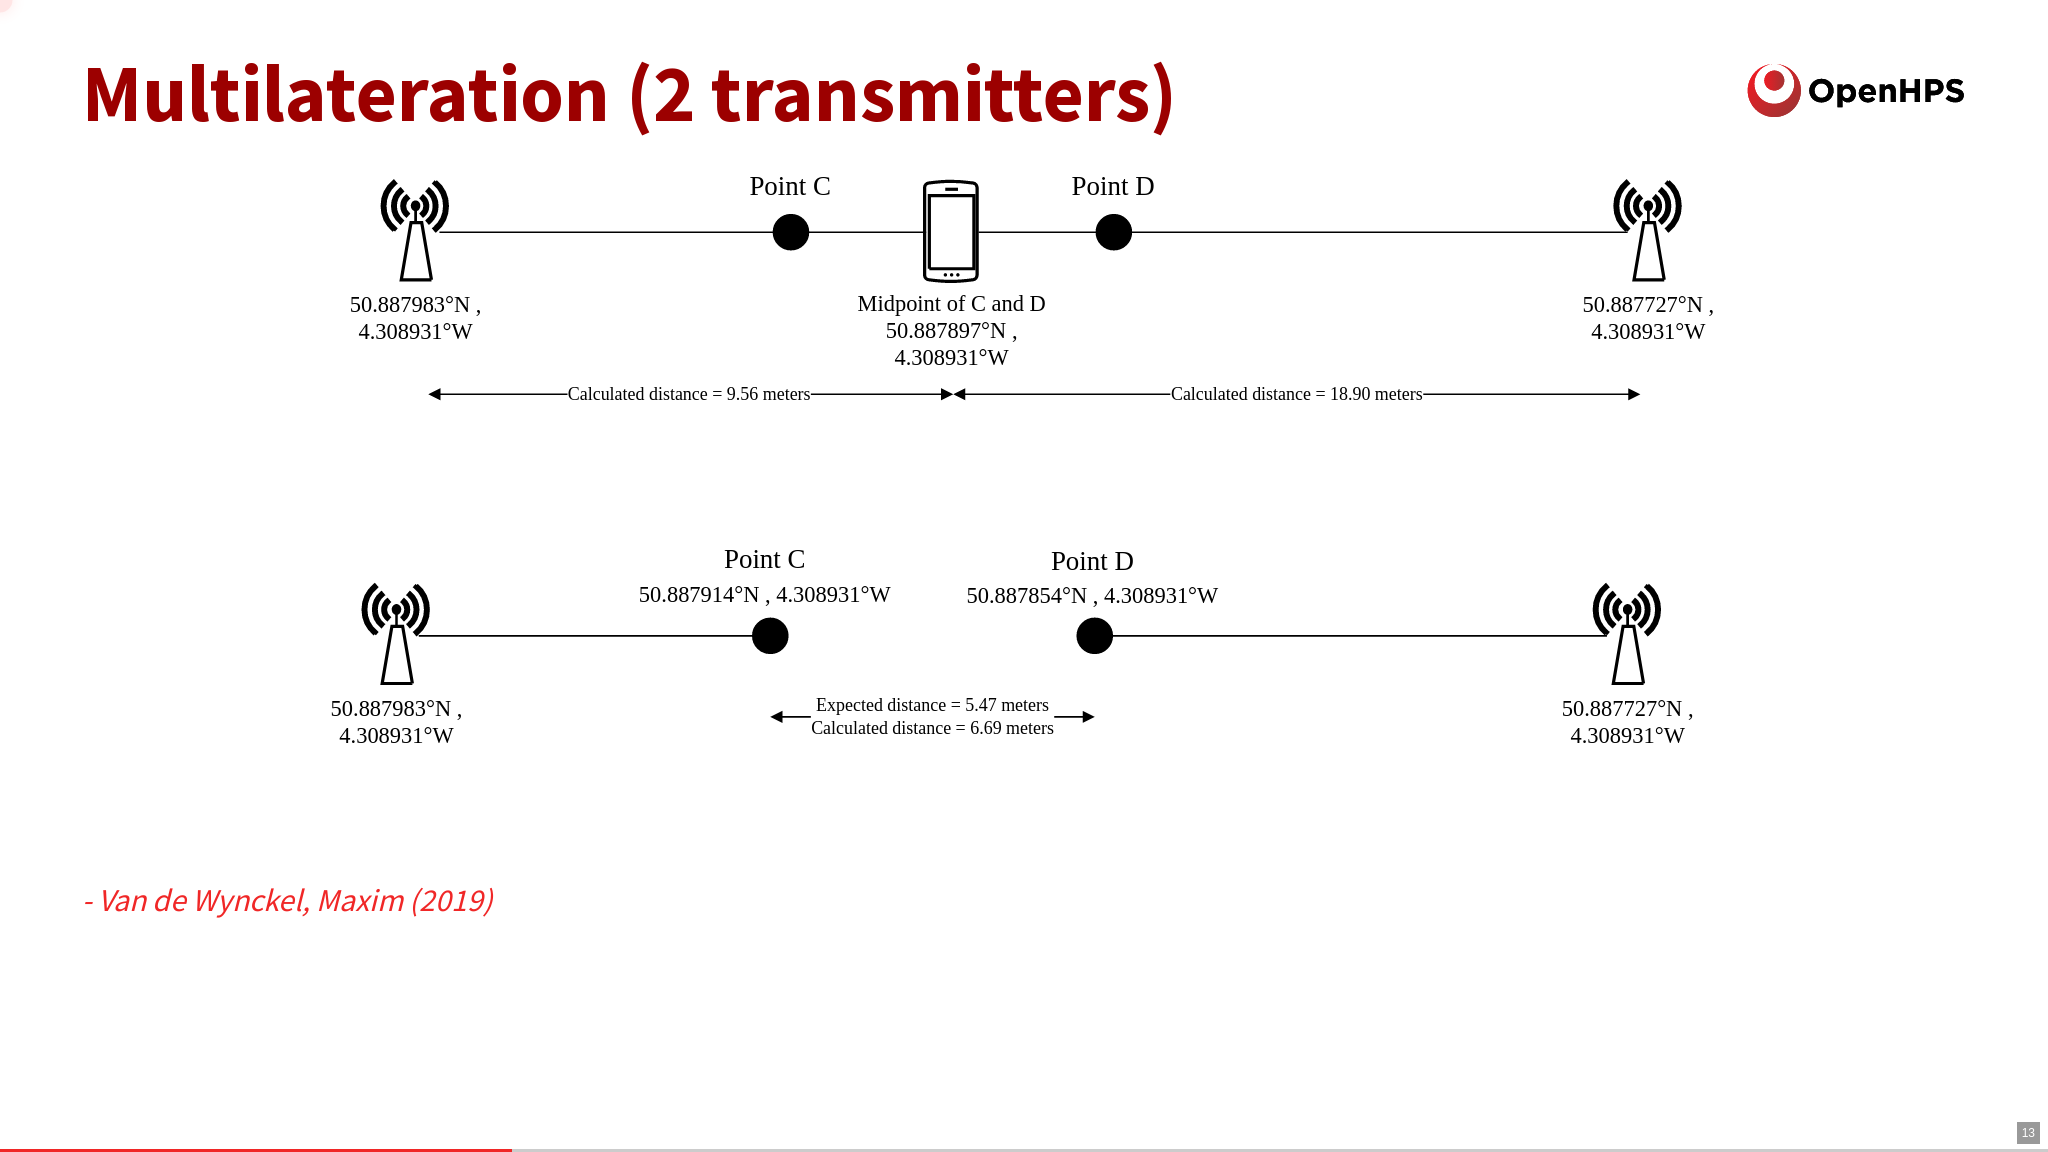 Multilateration (2 transmitters)
OpenHPS
Point C
Point D
50.887983°N ,
4.308931°W
Midpoint of C and D
50.887897°N ,
4.308931°W
50.887727°N ,
4.308931°W
Calculated distance = 9.56 meters
Calculated distance = 18.90 meters
Point C
50.887914°N , 4.308931°W
Point D
50.887854°N , 4.308931°W
50.887983°N ,
4.308931°W
Expected distance = 5.47 meters
Calculated distance = 6.69 meters
50.887727°N ,
4.308931°W
- Van de Wynckel, Maxim (2019)
13